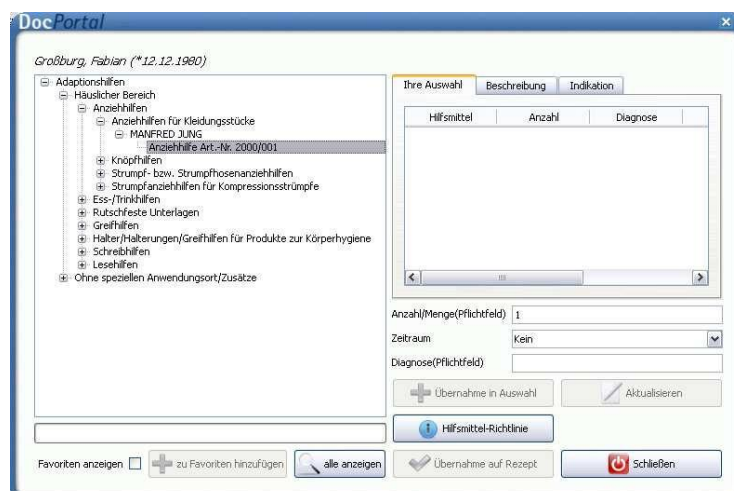 DocPortal
Großburg, Fabian (*12.12.1980)
Adaptionshilfen
Häuslicher Bereich
Anziehhilfen
Anziehhilfen für Kleidungsstücke
MANFRED JUNG
Anziehhilfe Art.-Nr. 2000/001
Knöpfhilfen
Strumpf- bzw. Strumpfhosenanziehhilfen
Strumpfanziehhilfen für Kompressionsstrümpfe
Ess-/Trinkhilfen
Rutschfeste Unterlagen
Greifhilfen
Halter/Halterungen/Greifhilfen für Produkte zur Körperhygiene
Schreibhilfen
Lesehilfen
Ohne speziellen Anwendungsort/Zusätze
Ihre Auswahl Beschreibung Indikation
Hilfsmittel Anzahl Diagnose
Anzahl/Menge(Pflichtfeld) 1
Zeitraum Kein
Diagnose(Pflichtfeld)
Übernahme in Auswahl Aktualisieren
Hilfsmittel-Richtlinie
Favoriten anzeigen zu Favoriten hinzufügen alle anzeigen Übernahme auf Rezept Schließen